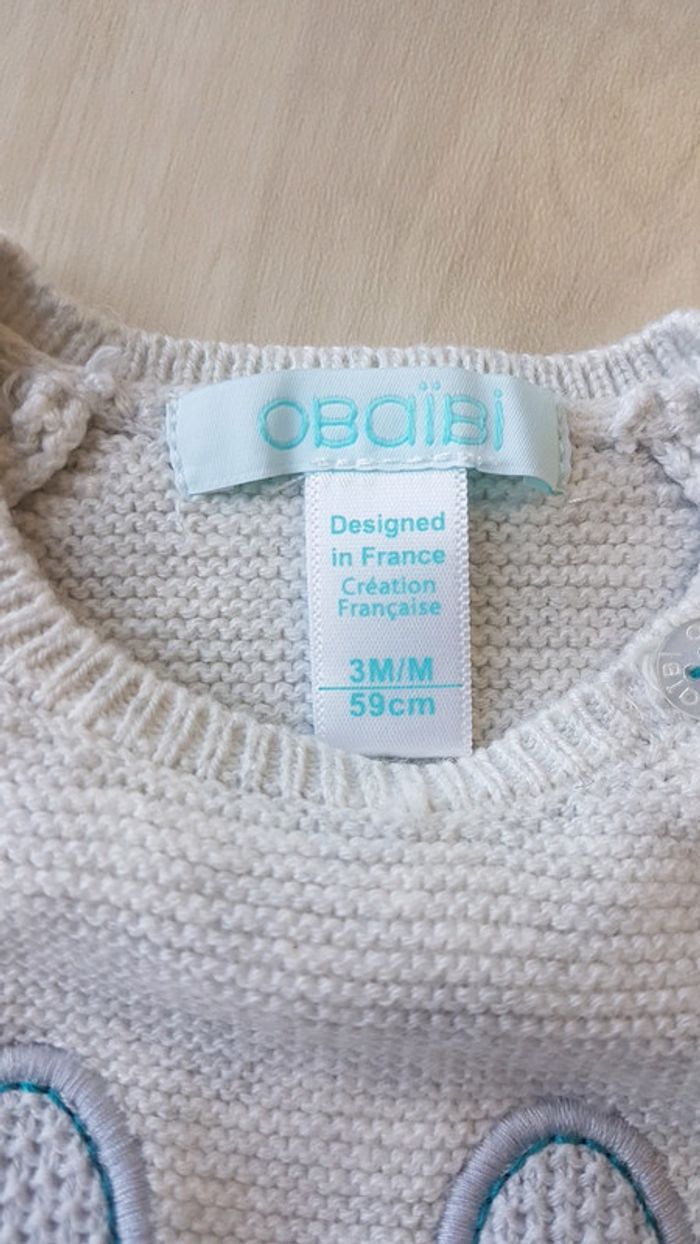 OBAÏBI
Designed
in France
Création
Française
3M/M
59cm